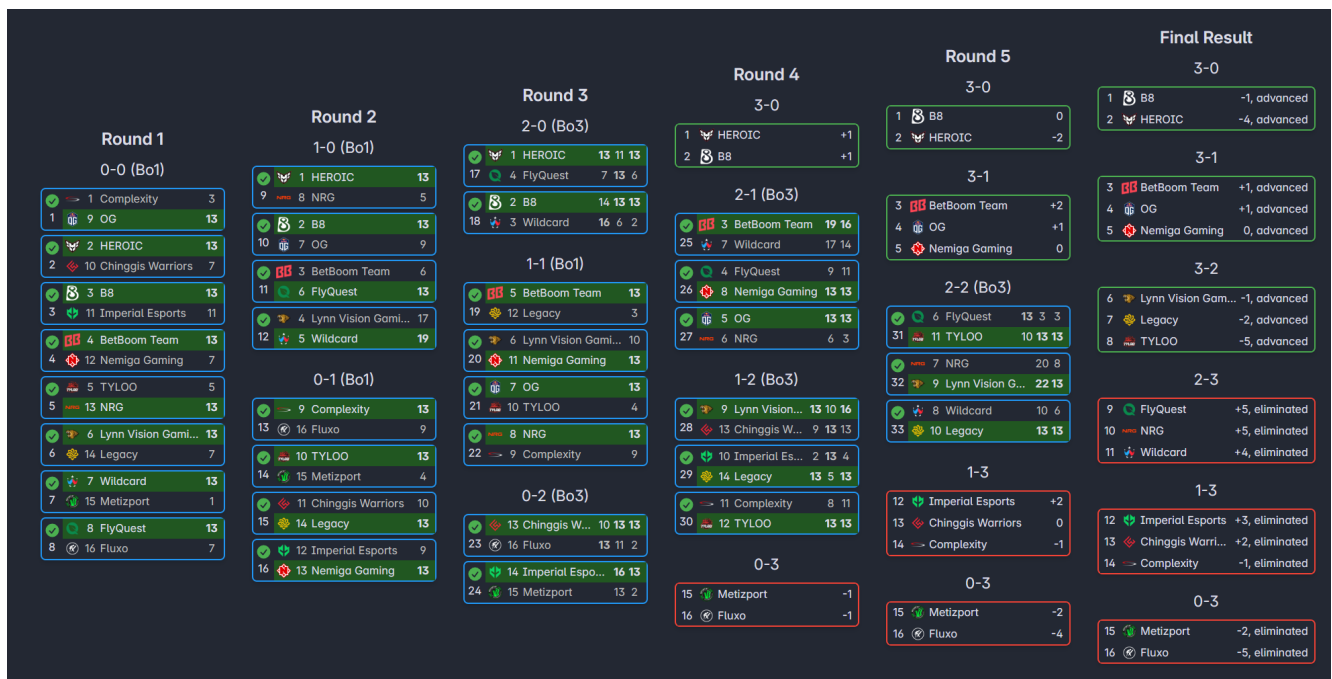 Round 1
0-0 (Bo1)
1 Complexity 3
1 9 OG 13
2 HEROIC 13
2 10 Chinggis Warriors 7
3 B8 13
3 11 Imperial Esports 11
4 BetBoom Team 13
4 12 Nemiga Gaming 7
5 TYLOO 5
5 13 NRG 13
6 Lynn Vision Gami... 13
6 14 Legacy 7
7 Wildcard 13
7 15 Metizport 1
8 FlyQuest 13
8 16 Fluxo 7
Round 2
1-0 (Bo1)
1 HEROIC 13
9 8 NRG 5
2 B8 13
10 7 OG 9
3 BetBoom Team 6
11 6 FlyQuest 13
4 Lynn Vision Gami... 17
12 5 Wildcard 19
0-1 (Bo1)
9 Complexity 13
13 16 Fluxo 9
10 TYLOO 13
14 15 Metizport 4
11 Chinggis Warriors 10
15 14 Legacy 13
12 Imperial Esports 9
16 13 Nemiga Gaming 13
Round 3
2-0 (Bo3)
1 HEROIC 13 11 13
17 4 FlyQuest 7 13 6
2 B8 14 13 13
18 3 Wildcard 16 6 2
1-1 (Bo1)
5 BetBoom Team 13
19 12 Legacy 3
6 Lynn Vision Gami... 10
20 11 Nemiga Gaming 13
7 OG 13
21 10 TYLOO 4
8 NRG 13
22 9 Complexity 9
0-2 (Bo3)
13 Chinggis W... 10 13 13
23 16 Fluxo 13 11 2
14 Imperial Espo... 16 13
24 15 Metizport 13 2
Round 4
3-0
1 HEROIC +1
2 B8 +1
2-1 (Bo3)
3 BetBoom Team 19 16
25 7 Wildcard 17 14
4 FlyQuest 9 11
26 8 Nemiga Gaming 13 13
5 OG 13 13
27 6 NRG 6 3
1-2 (Bo3)
9 Lynn Vision... 13 10 16
28 13 Chinggis W... 9 13 13
10 Imperial Es... 2 13 4
29 14 Legacy 13 5 13
11 Complexity 8 11
30 12 TYLOO 13 13
0-3
15 Metizport -1
16 Fluxo -1
Round 5
3-0
1 B8 0
2 HEROIC -2
3-1
3 BetBoom Team +2
4 OG +1
5 Nemiga Gaming 0
2-2 (Bo3)
6 FlyQuest 13 3 3
31 11 TYLOO 10 13 13
7 NRG 20 8
32 9 Lynn Vision G... 22 13
8 Wildcard 10 6
33 10 Legacy 13 13
1-3
12 Imperial Esports +2
13 Chinggis Warriors 0
14 Complexity -1
0-3
15 Metizport -2
16 Fluxo -4
Final Result
3-0
1 B8 -1, advanced
2 HEROIC -4, advanced
3-1
3 BetBoom Team +1, advanced
4 OG +1, advanced
5 Nemiga Gaming 0, advanced
3-2
6 Lynn Vision Gam... -1, advanced
7 Legacy -2, advanced
8 TYLOO -5, advanced
2-3
9 FlyQuest +5, eliminated
10 NRG +5, eliminated
11 Wildcard +4, eliminated
1-3
12 Imperial Esports +3, eliminated
13 Chinggis Warri... +2, eliminated
14 Complexity -1, eliminated
0-3
15 Metizport -2, eliminated
16 Fluxo -5, eliminated